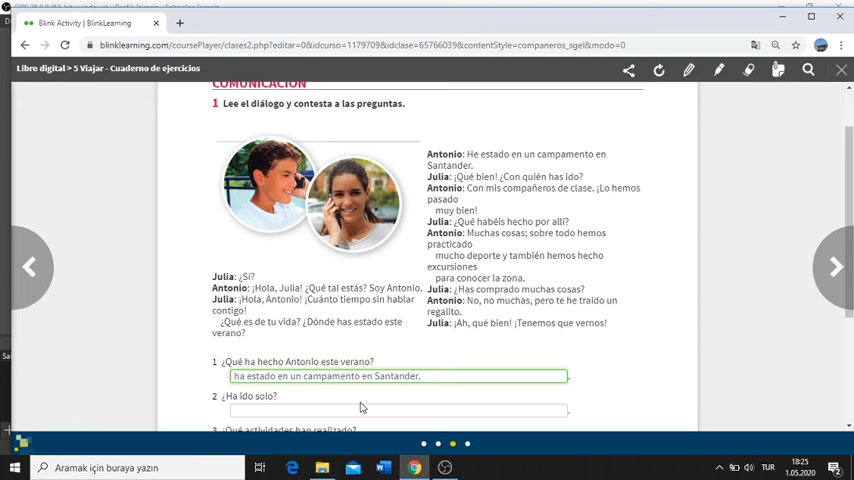 Blink Activity | BlinkLearning
blinklearning.com/coursePlayer/clases2.php?editar=0&idcurso=1179709&idclase=65766039&contentStyle=companeros_sgel&modo=0
Libro digital > 5 Viajar - Cuaderno de ejercicios
COMUNICACIÓN
1 Lee el diálogo y contesta a las preguntas.
Julia: ¿Sí?
Antonio: ¡Hola, Julia! ¿Qué tal estás? Soy Antonio.
Julia: ¡Hola, Antonio! ¡Cuánto tiempo sin hablar
contigo!
¿Qué es de tu vida? ¿Dónde has estado este
verano?
Antonio: He estado en un campamento en
Santander.
Julia: ¡Qué bien! ¿Con quién has ido?
Antonio: Con mis compañeros de clase. ¡Lo hemos
pasado
muy bien!
Julia: ¿Qué habéis hecho por allí?
Antonio: Muchas cosas; sobre todo hemos
practicado
mucho deporte y también hemos hecho
excursiones
para conocer la zona.
Julia: ¿Has comprado muchas cosas?
Antonio: No, no muchas, pero te he traído un
regalito.
Julia: ¡Ah, qué bien! ¡Tenemos que vernos!
1 ¿Qué ha hecho Antonio este verano?
ha estado en un campamento en Santander.
2 ¿Ha ido solo?
3 ¿Qué actividades han realizado?
Aramak için buraya yazın
TUR
18:25
1.05.2020
2